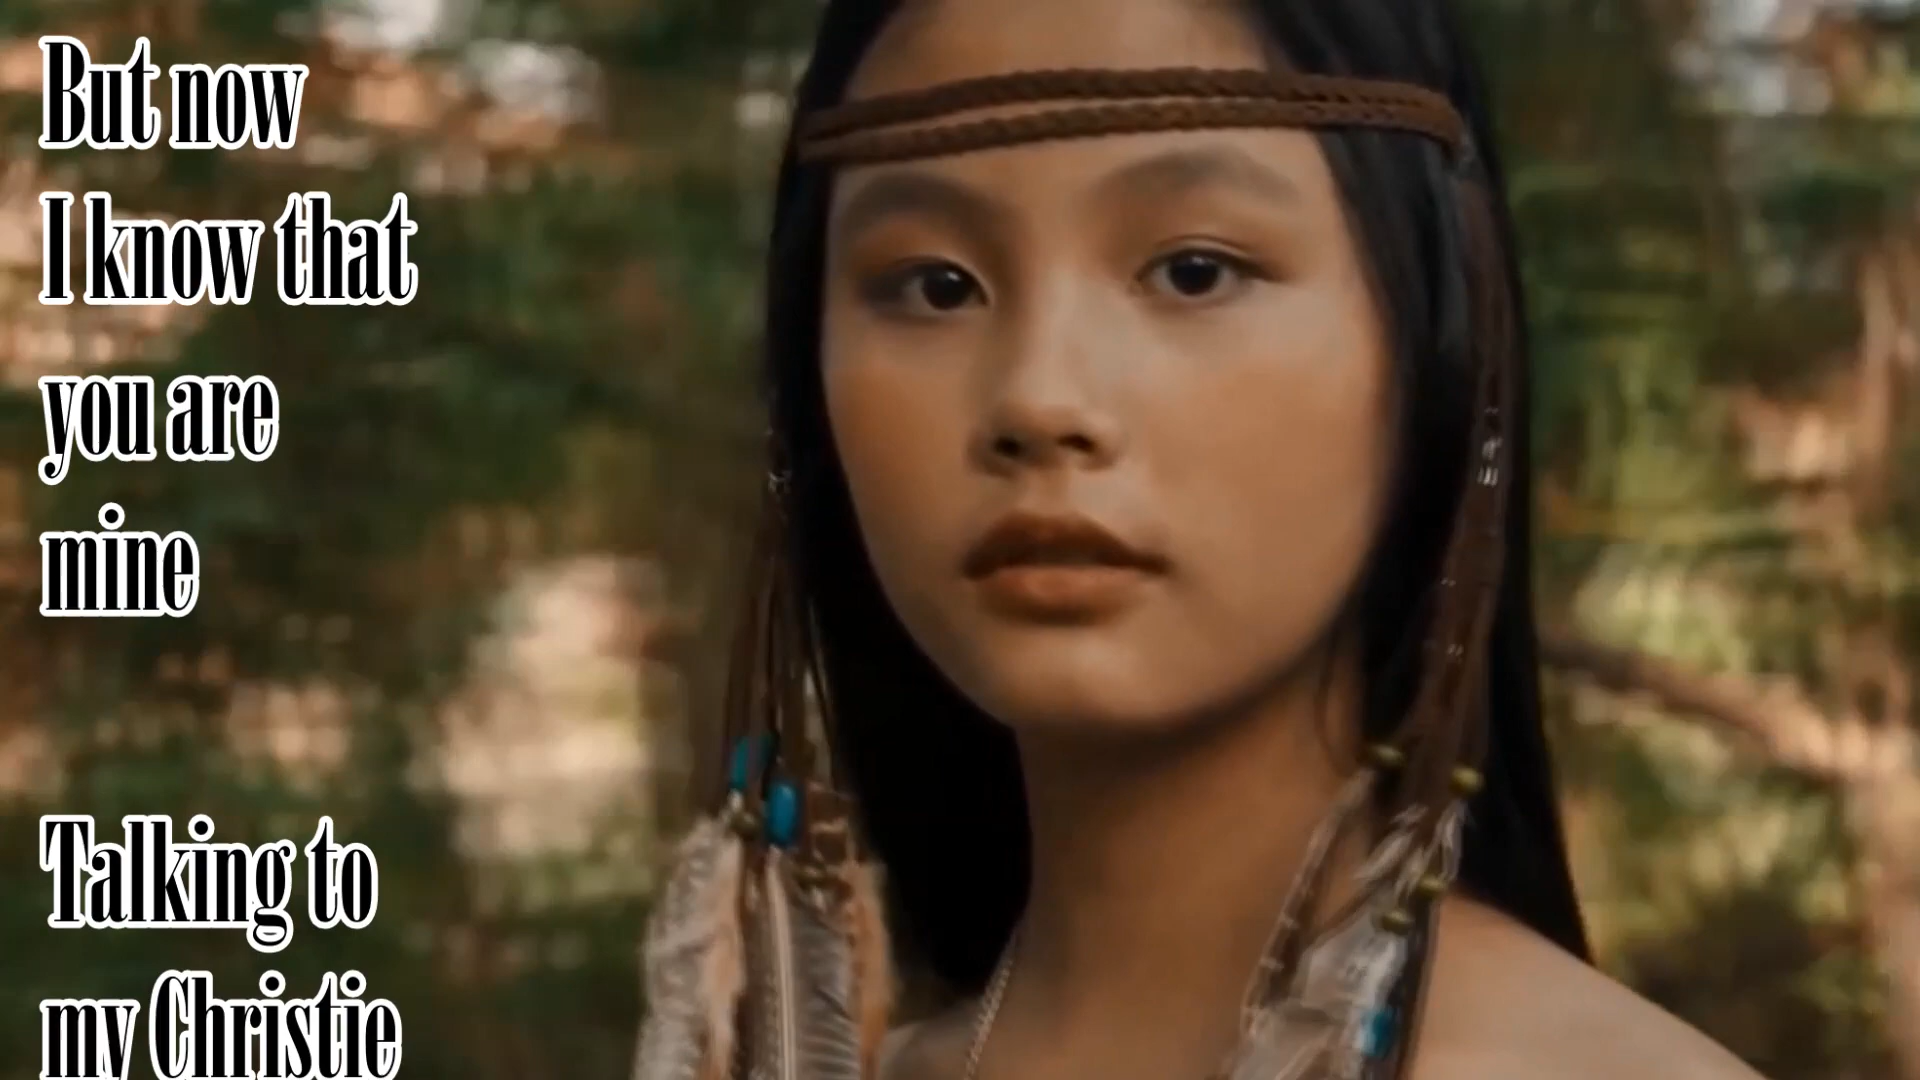 But now
I know that
you are
mine
Talking to
my Christie